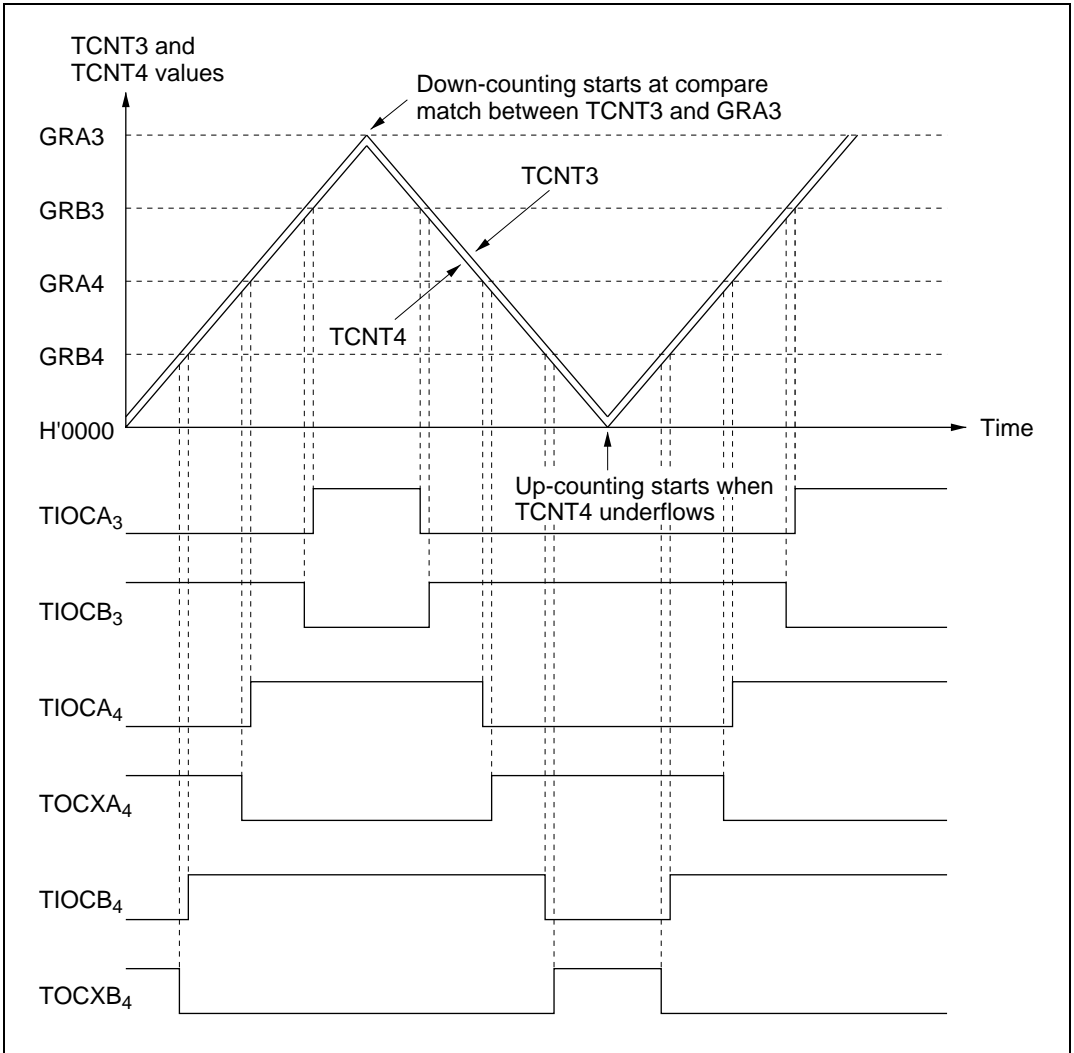 TCNT3 and
TCNT4 values
Down-counting starts at compare
match between TCNT3 and GRA3
GRA3
TCNT3
GRB3
GRA4
TCNT4
GRB4
H'0000
Time
Up-counting starts when
TCNT4 underflows
TIOCA3
TIOCB3
TIOCA4
TOCXA4
TIOCB4
TOCXB4